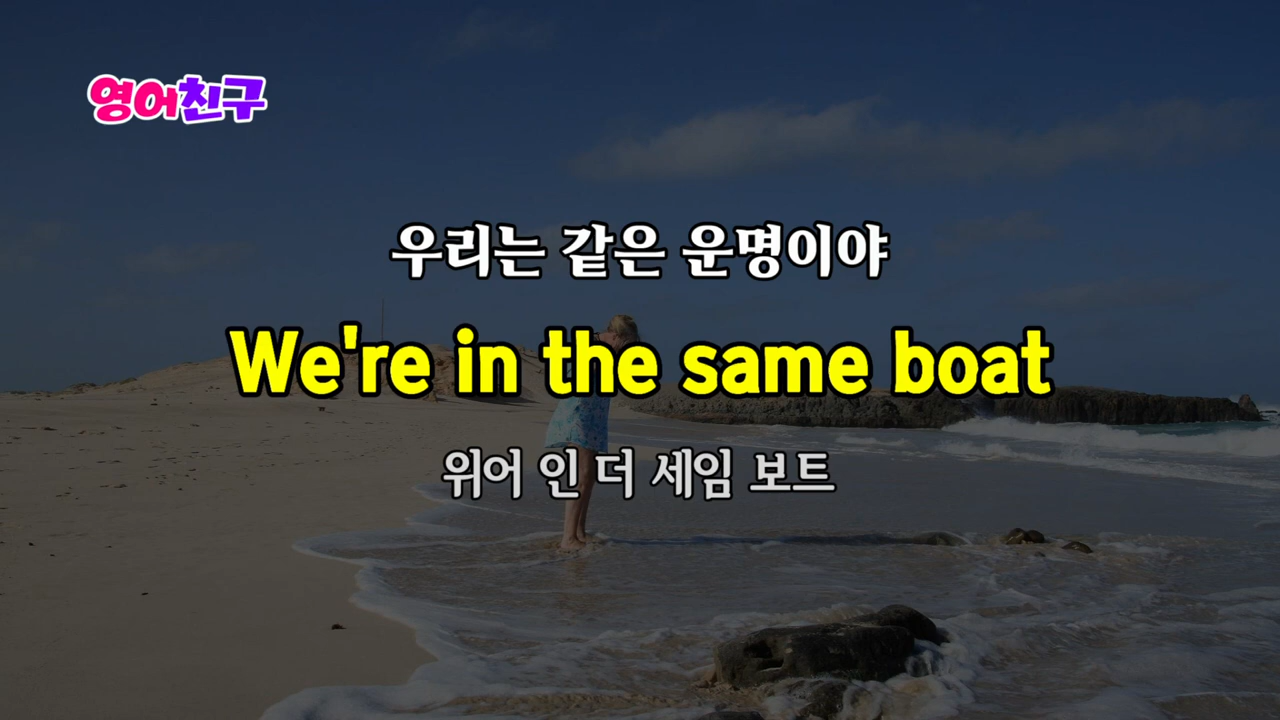 영어친구
우리는 같은 운명이야
We're in the same boat
위어 인 더 세임 보트